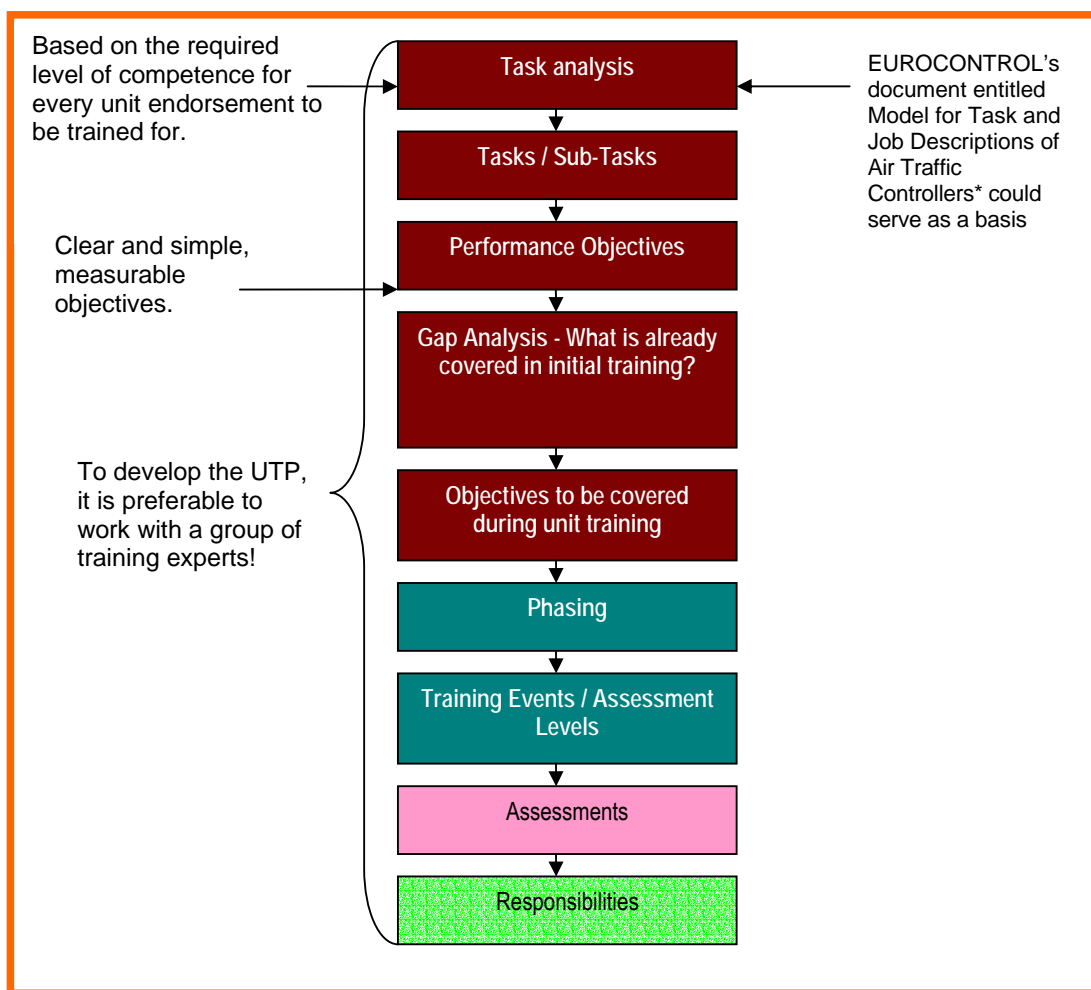 Based on the required
level of competence for
every unit endorsement to
be trained for.
Task analysis
EUROCONTROL's
document entitled
Model for Task and
Job Descriptions of
Air Traffic
Controllers* could
serve as a basis
Tasks / Sub-Tasks
Clear and simple,
measurable
objectives.
Performance Objectives
Gap Analysis - What is already
covered in initial training?
To develop the UTP,
it is preferable to
work with a group of
training experts!
Objectives to be covered
during unit training
Phasing
Training Events / Assessment
Levels
Assessments
Responsibilities